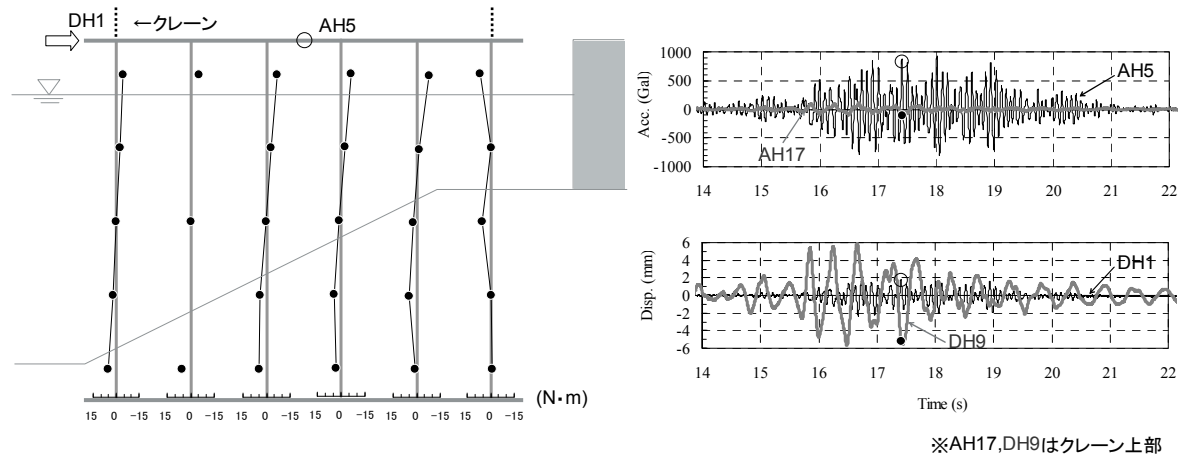 DH1
←クレーン
AH5
15 0 -15 15 0 -15 15 0 -15 15 0 -15 15 0 -15 15 0 -15
(N・m)
Acc. (Gal)
1000
500
0
-500
-1000
AH5
AH17
14 15 16 17 18 19 20 21 22
Disp. (mm)
6
4
2
0
-2
-4
-6
DH1
DH9
14 15 16 17 18 19 20 21 22
Time (s)
※AH17,DH9はクレーン上部